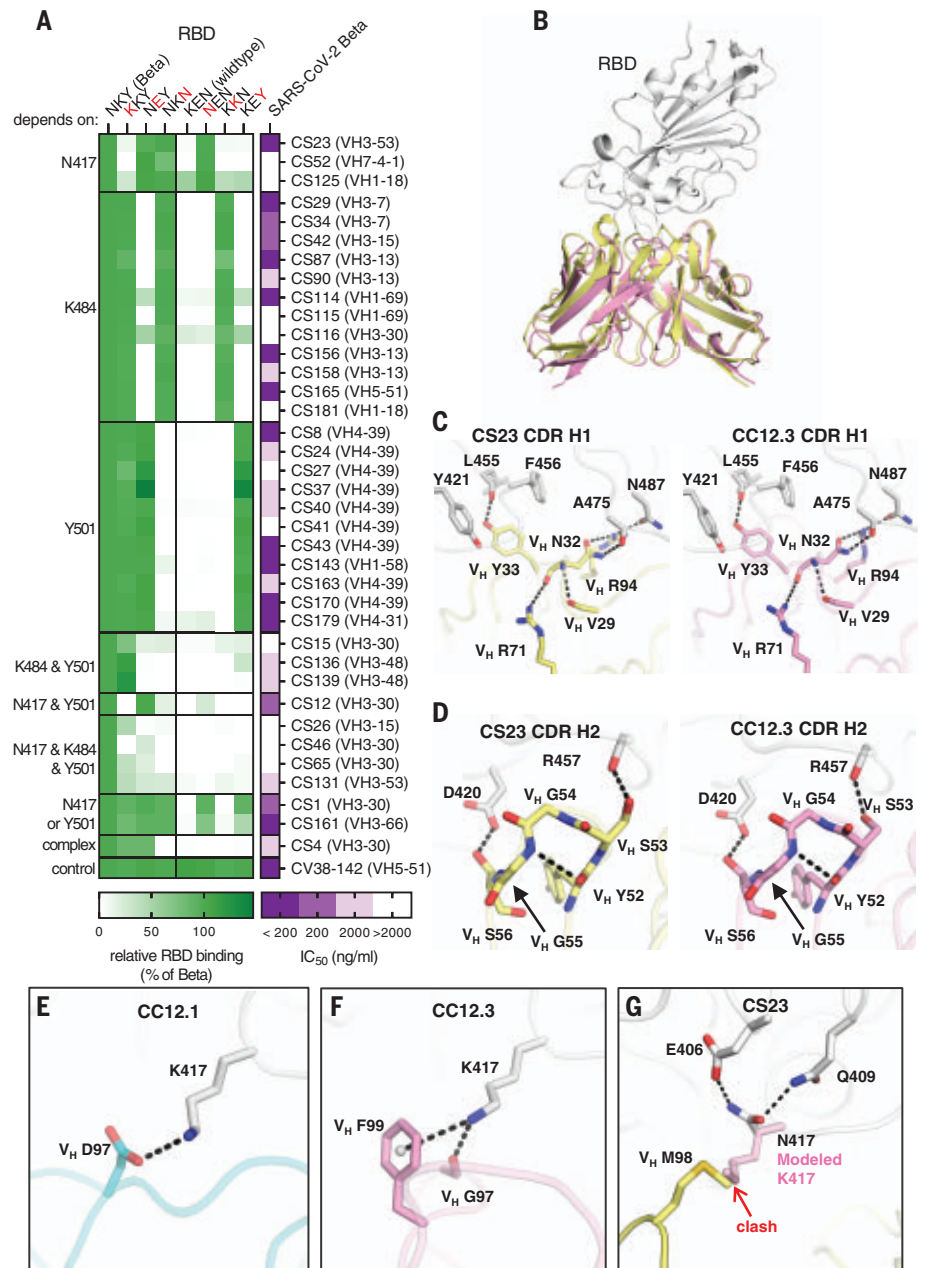 A
RBD
NKY (Beta)
KKY
NEY
NKN
KEN (wildtype)
NEN
KKN
KEY
SARS-CoV-2 Beta
depends on:
N417
K484
Y501
K484 & Y501
N417 & Y501
N417 & K484
& Y501
N417
or Y501
complex
control
CS23 (VH3-53)
CS52 (VH7-4-1)
CS125 (VH1-18)
CS29 (VH3-7)
CS34 (VH3-7)
CS42 (VH3-15)
CS87 (VH3-13)
CS90 (VH3-13)
CS114 (VH1-69)
CS115 (VH1-69)
CS116 (VH3-30)
CS156 (VH3-13)
CS158 (VH3-13)
CS165 (VH5-51)
CS181 (VH1-18)
CS8 (VH4-39)
CS24 (VH4-39)
CS27 (VH4-39)
CS37 (VH4-39)
CS40 (VH4-39)
CS41 (VH4-39)
CS43 (VH4-39)
CS143 (VH1-58)
CS163 (VH4-39)
CS170 (VH4-39)
CS179 (VH4-31)
CS15 (VH3-30)
CS136 (VH3-48)
CS139 (VH3-48)
CS12 (VH3-30)
CS26 (VH3-15)
CS46 (VH3-30)
CS65 (VH3-30)
CS131 (VH3-53)
CS1 (VH3-30)
CS161 (VH3-66)
CS4 (VH3-30)
CV38-142 (VH5-51)
0 50 100
relative RBD binding
(% of Beta)
< 200 200 2000 >2000
IC50 (ng/ml)
B
RBD
C
CS23 CDR H1
L455
Y421
F456
N487
A475
VH N32
VH Y33
VH R94
VH V29
VH R71
CC12.3 CDR H1
L455
Y421
F456
N487
A475
VH N32
VH Y33
VH R94
VH V29
VH R71
D
CS23 CDR H2
R457
D420
VH G54
VH S53
VH Y52
VH S56
VH G55
CC12.3 CDR H2
R457
D420
VH G54
VH S53
VH Y52
VH S56
VH G55
E
CC12.1
K417
VH D97
F
CC12.3
K417
VH F99
VH G97
G
CS23
E406
Q409
N417
VH M98
Modeled
K417
clash